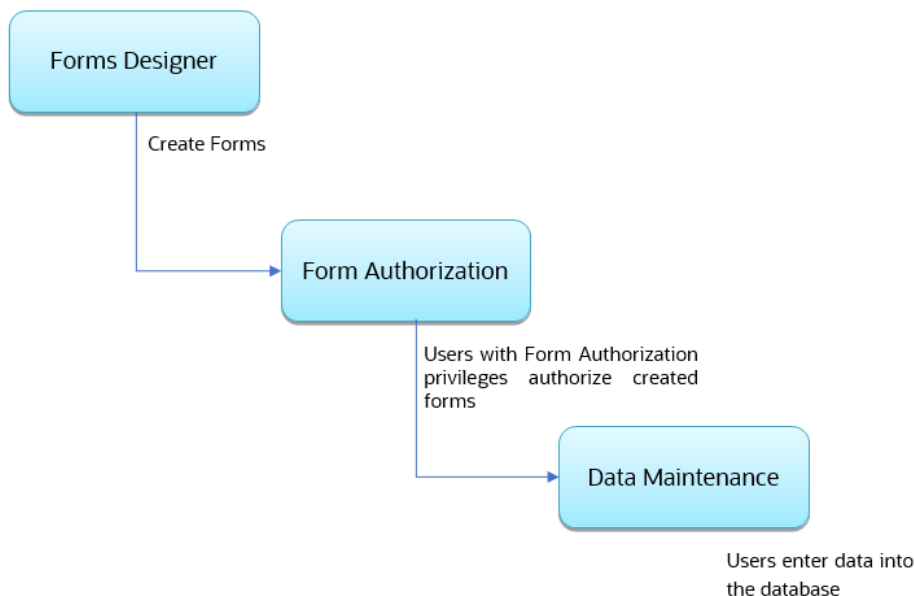 Forms Designer
Create Forms
Form Authorization
Users with Form Authorization
privileges authorize created
forms
Data Maintenance
Users enter data into
the database